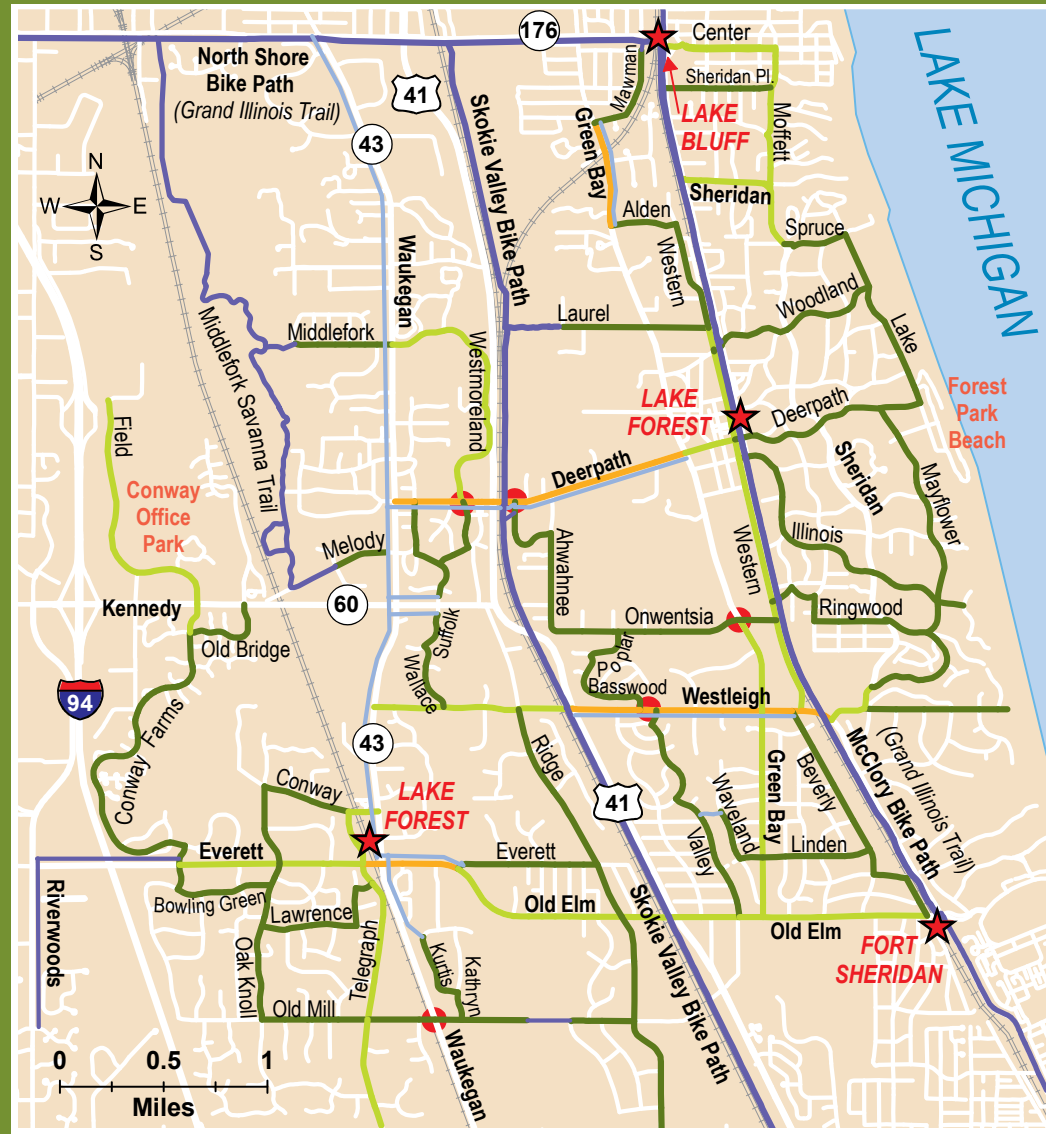 176
Center
North Shore
Bike Path
(Grand Illinois Trail)
41
Mawman
Sheridan Pl.
LAKE MICHIGAN
Skokie Valley Bike Path
Green Bay
LAKE
BLUFF
Moffett
43
N
W
E
S
Sheridan
Alden
Spruce
Waukegan
Western
Woodland
Laurel
Lake
Middlefork
Westmoreland
Middlefork Savanna Trail
LAKE
FOREST
Deerpath
Forest
Park
Beach
Field
Deerpath
Sheridan
Mayflower
Conway
Office
Park
Melody
Ahwahnee
Western
Illinois
Kennedy
60
Suffolk
Onwentsia
Ringwood
Old Bridge
Poplar
Wallace
Basswood
Westleigh
94
Conway Farms
43
Ridge
41
Green Bay
Beverly
McClory Bike Path
(Grand Illinois Trail)
Conway
LAKE
FOREST
Waveland
Valley
Linden
Everett
Everett
Riverwoods
Bowling Green
Lawrence
Old Elm
Old Elm
Skokie Valley Bike Path
FORT
SHERIDAN
Oak Knoll
Telegraph
Kurtis
Kathryn
Old Mill
Waukegan
0
0.5
1
Miles